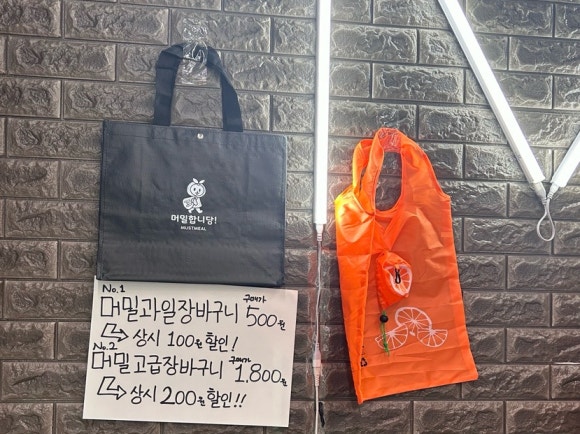 머밀합니당!
MUSTMEAL
No.1
머밀과일장바구니 구매가 500원
→ 상시 100원 할인!
No.2
머밀고급장바구니 구매가 1,800원
→ 상시 200원 할인!!